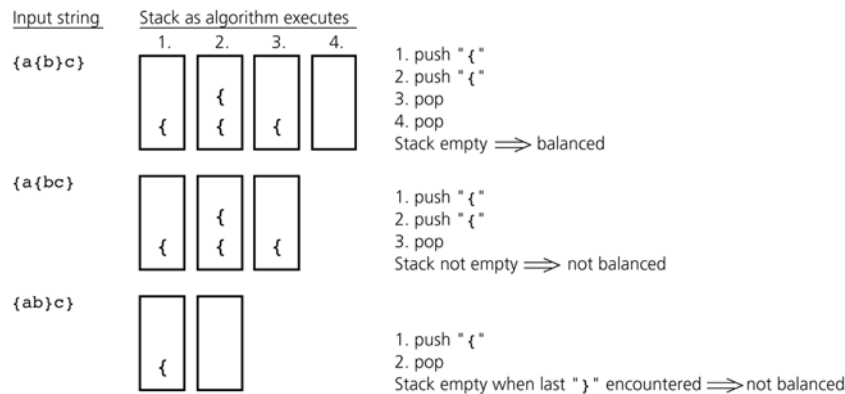 Input string Stack as algorithm executes
1. 2. 3. 4.
{a{b}c}
{
{ { {
1. push "{"
2. push "{"
3. pop
4. pop
Stack empty ⟹ balanced
{a{bc}
{
{ { {
1. push "{"
2. push "{"
3. pop
Stack not empty ⟹ not balanced
{ab}c}
{
1. push "{"
2. pop
Stack empty when last "}" encountered ⟹ not balanced